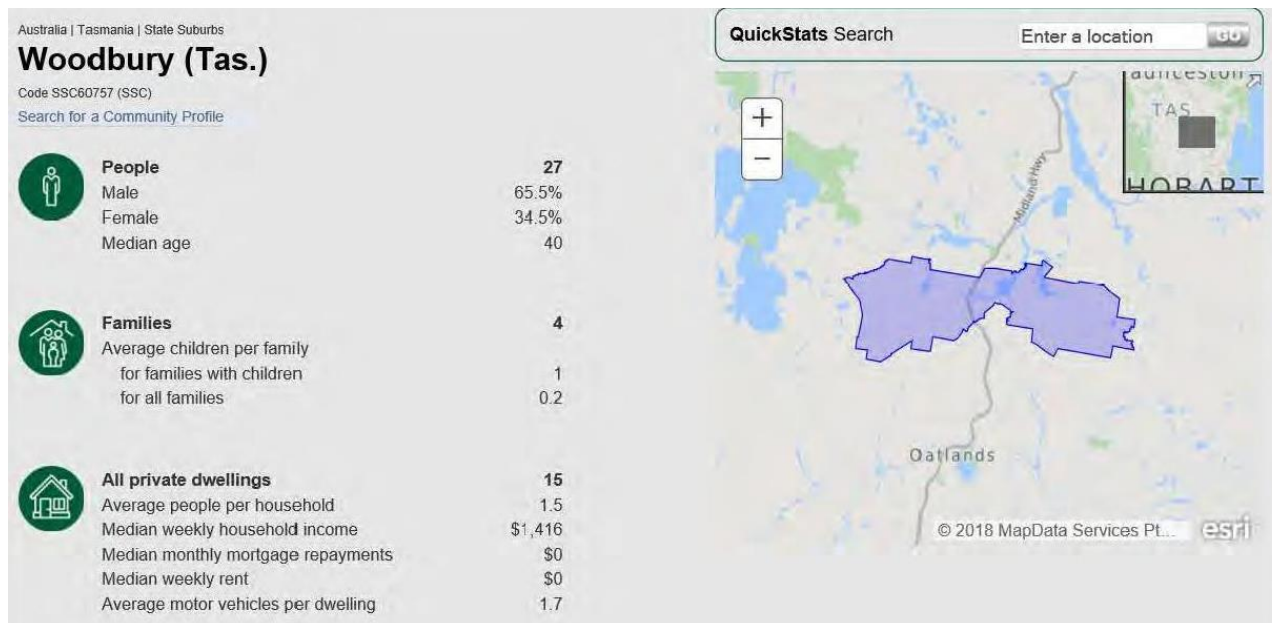 Australia | Tasmania | State Suburbs
Woodbury (Tas.)
Code SSC60757 (SSC)
Search for a Community Profile
People 27
Male 65.5%
Female 34.5%
Median age 40
Families 4
Average children per family
for families with children 1
for all families 0.2
All private dwellings 15
Average people per household 1.5
Median weekly household income $1,416
Median monthly mortgage repayments $0
Median weekly rent $0
Average motor vehicles per dwelling 1.7
QuickStats Search Enter a location GO
+
−
Midland Hwy
Launceston
TAS
HOBART
Oatlands
© 2018 MapData Services Pt...
esri